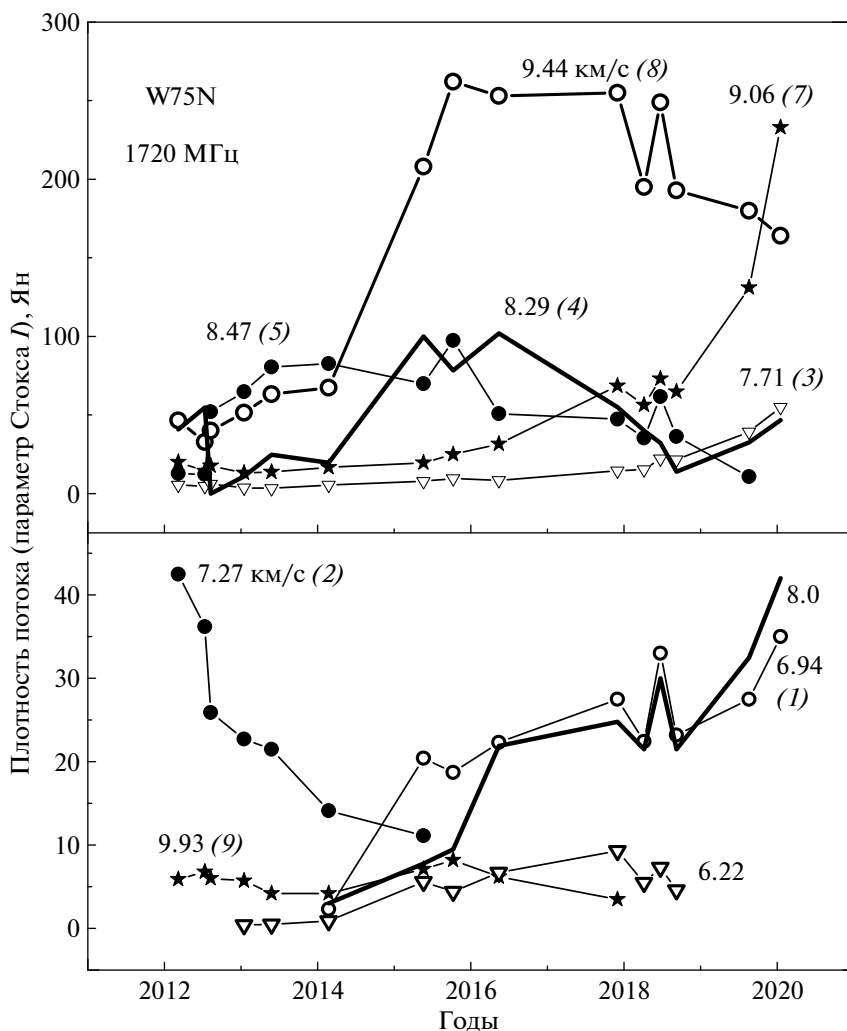 300
9.44 км/с (8)
W75N
9.06 (7)
1720 МГц
200
8.47 (5)
8.29 (4)
100
7.71 (3)
0
Плотность потока (параметр Стокса I), Ян
7.27 км/с (2)
40
8.0
6.94
(1)
30
20
9.93 (9)
10
6.22
0
2012 2014 2016 2018 2020
Годы